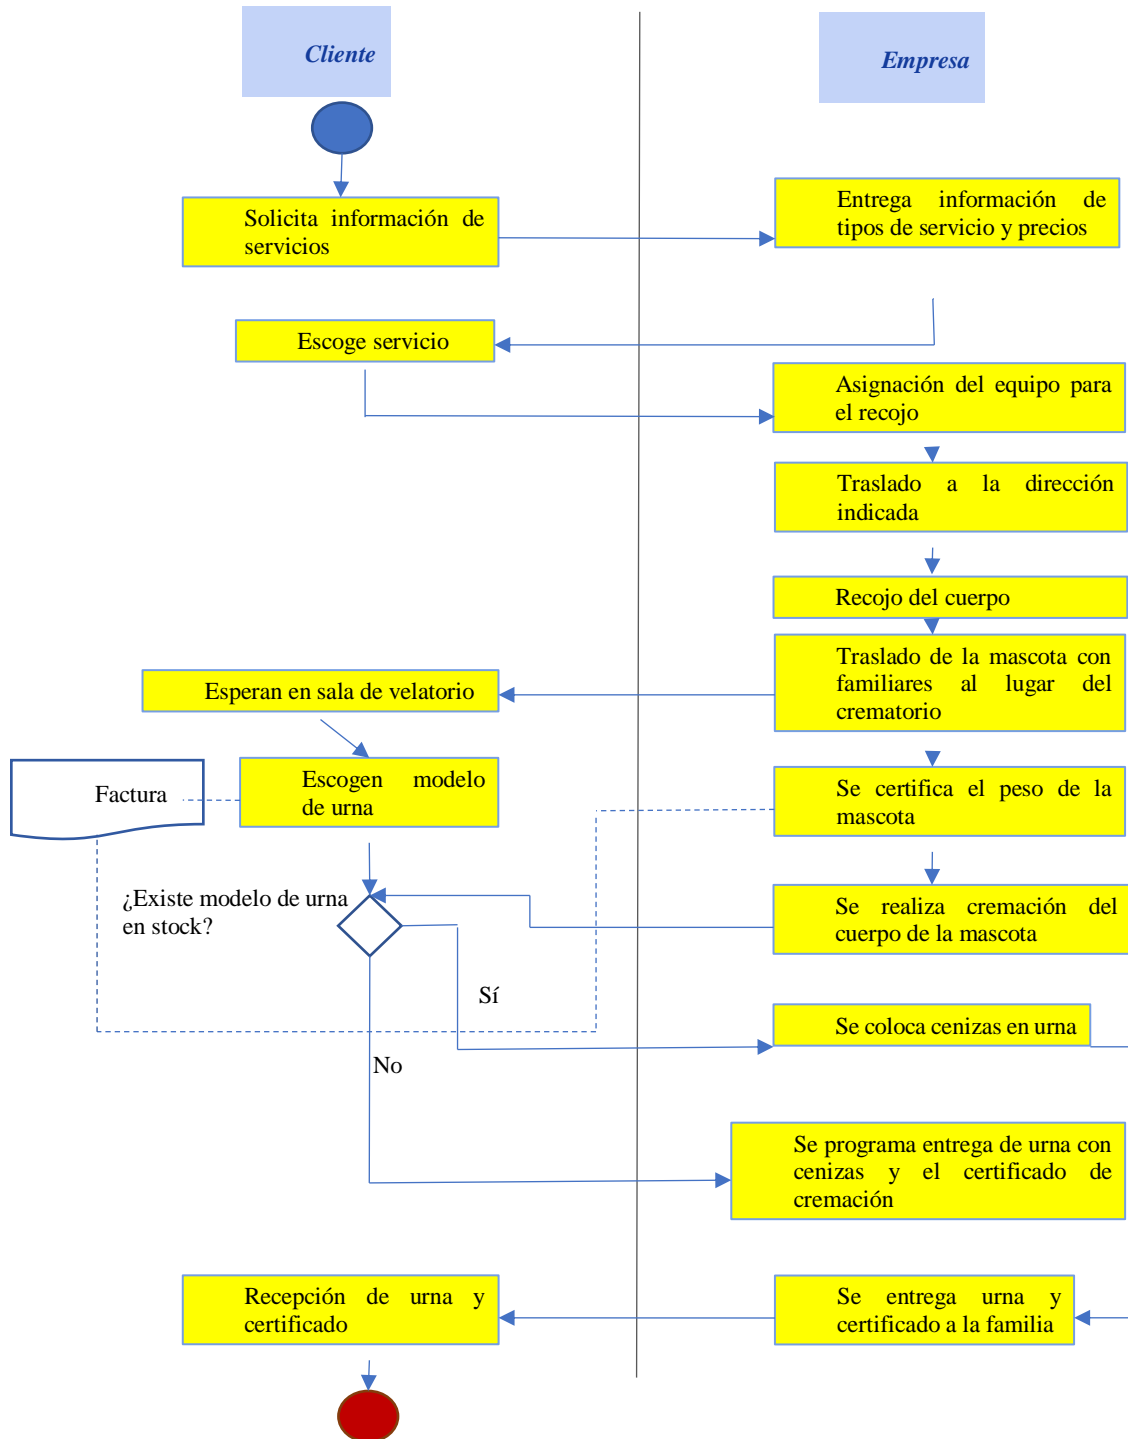 Cliente
Empresa
Solicita información de
servicios
Entrega información de
tipos de servicio y precios
Escoge servicio
Asignación del equipo para
el recojo
Traslado a la dirección
indicada
Recojo del cuerpo
Traslado de la mascota con
familiares al lugar del
crematorio
Esperan en sala de velatorio
Factura
Escogen modelo
de urna
Se certifica el peso de la
mascota
¿Existe modelo de urna
en stock?
Se realiza cremación del
cuerpo de la mascota
Sí
Se coloca cenizas en urna
No
Se programa entrega de urna con
cenizas y el certificado de
cremación
Recepción de urna y
certificado
Se entrega urna y
certificado a la familia